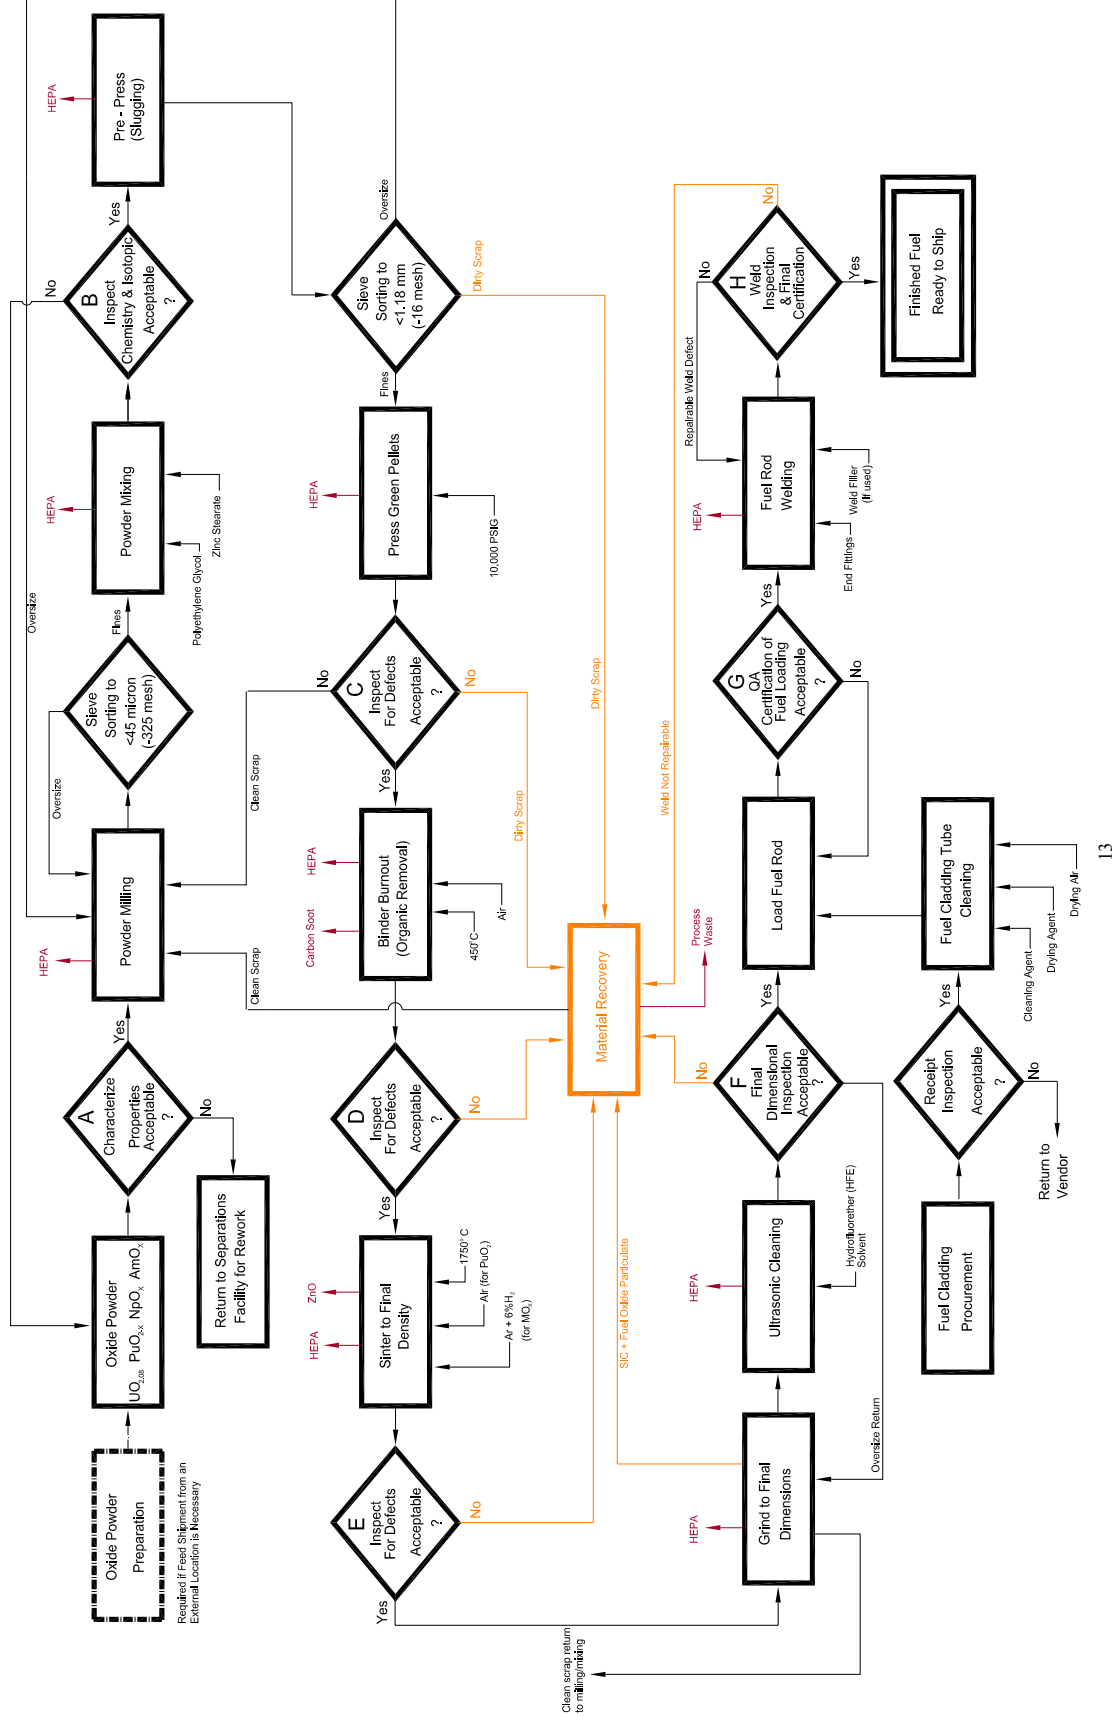 Oxide Powder
Preparation
Required if Feed Shipment from an
External Location is Necessary
Oxide Powder
UO2.08 PuO2-X NpOX AmOX
A
Characterize
Properties
Acceptable
?
Yes
No
Return to Separations
Facility for Rework
HEPA
Powder Milling
Oversize
Oversize
Clean Scrap
Clean Scrap
Sieve
Sorting to
<45 micron
(-325 mesh)
Fines
HEPA
Powder Mixing
Polyethylene Glycol
Zinc Stearate
B
Inspect
Chemistry & Isotopic
Acceptable
?
No
Yes
HEPA
Pre - Press
(Slugging)
Sieve
Sorting to
<1.18 mm
(-16 mesh)
Oversize
Dirty Scrap
Fines
HEPA
Press Green Pellets
10,000 PSIG
C
Inspect
For Defects
Acceptable
?
No
No
Yes
Dirty Scrap
Dirty Scrap
Carbon Soot
HEPA
Binder Burnout
(Organic Removal)
450°C
Air
D
Inspect
For Defects
Acceptable
?
No
Yes
HEPA
ZnO
Sinter to Final
Density
Ar + 6%H2
(for MOX)
Air (for PuO2)
1750° C
E
Inspect
For Defects
Acceptable
?
No
Yes
Material Recovery
Process
Waste
SIC + Fuel Oxide Particulate
Weld Not Repairable
Clean scrap return
to milling/mixing
HEPA
Grind to Final
Dimensions
Oversize Return
HEPA
Ultrasonic Cleaning
Hydrofluorether (HFE)
Solvent
F
Final
Dimensional
Inspection
Acceptable
?
No
Yes
Load Fuel Rod
G
QA
Certification of
Fuel Loading
Acceptable
?
No
Yes
HEPA
Fuel Rod
Welding
End Fittings
Weld Filler
(If used)
Repairable Weld Defect
H
Weld
Inspection
& Final
Certification
No
No
Yes
Finished Fuel
Ready to Ship
Fuel Cladding
Procurement
Receipt
Inspection
Acceptable
?
Yes
No
Return to
Vendor
Fuel Cladding Tube
Cleaning
Cleaning Agent
Drying Agent
Drying Air
13